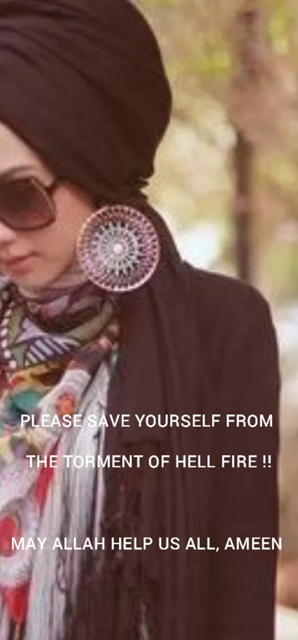 PLEASE SAVE YOURSELF FROM
THE TORMENT OF HELL FIRE !!
MAY ALLAH HELP US ALL, AMEEN